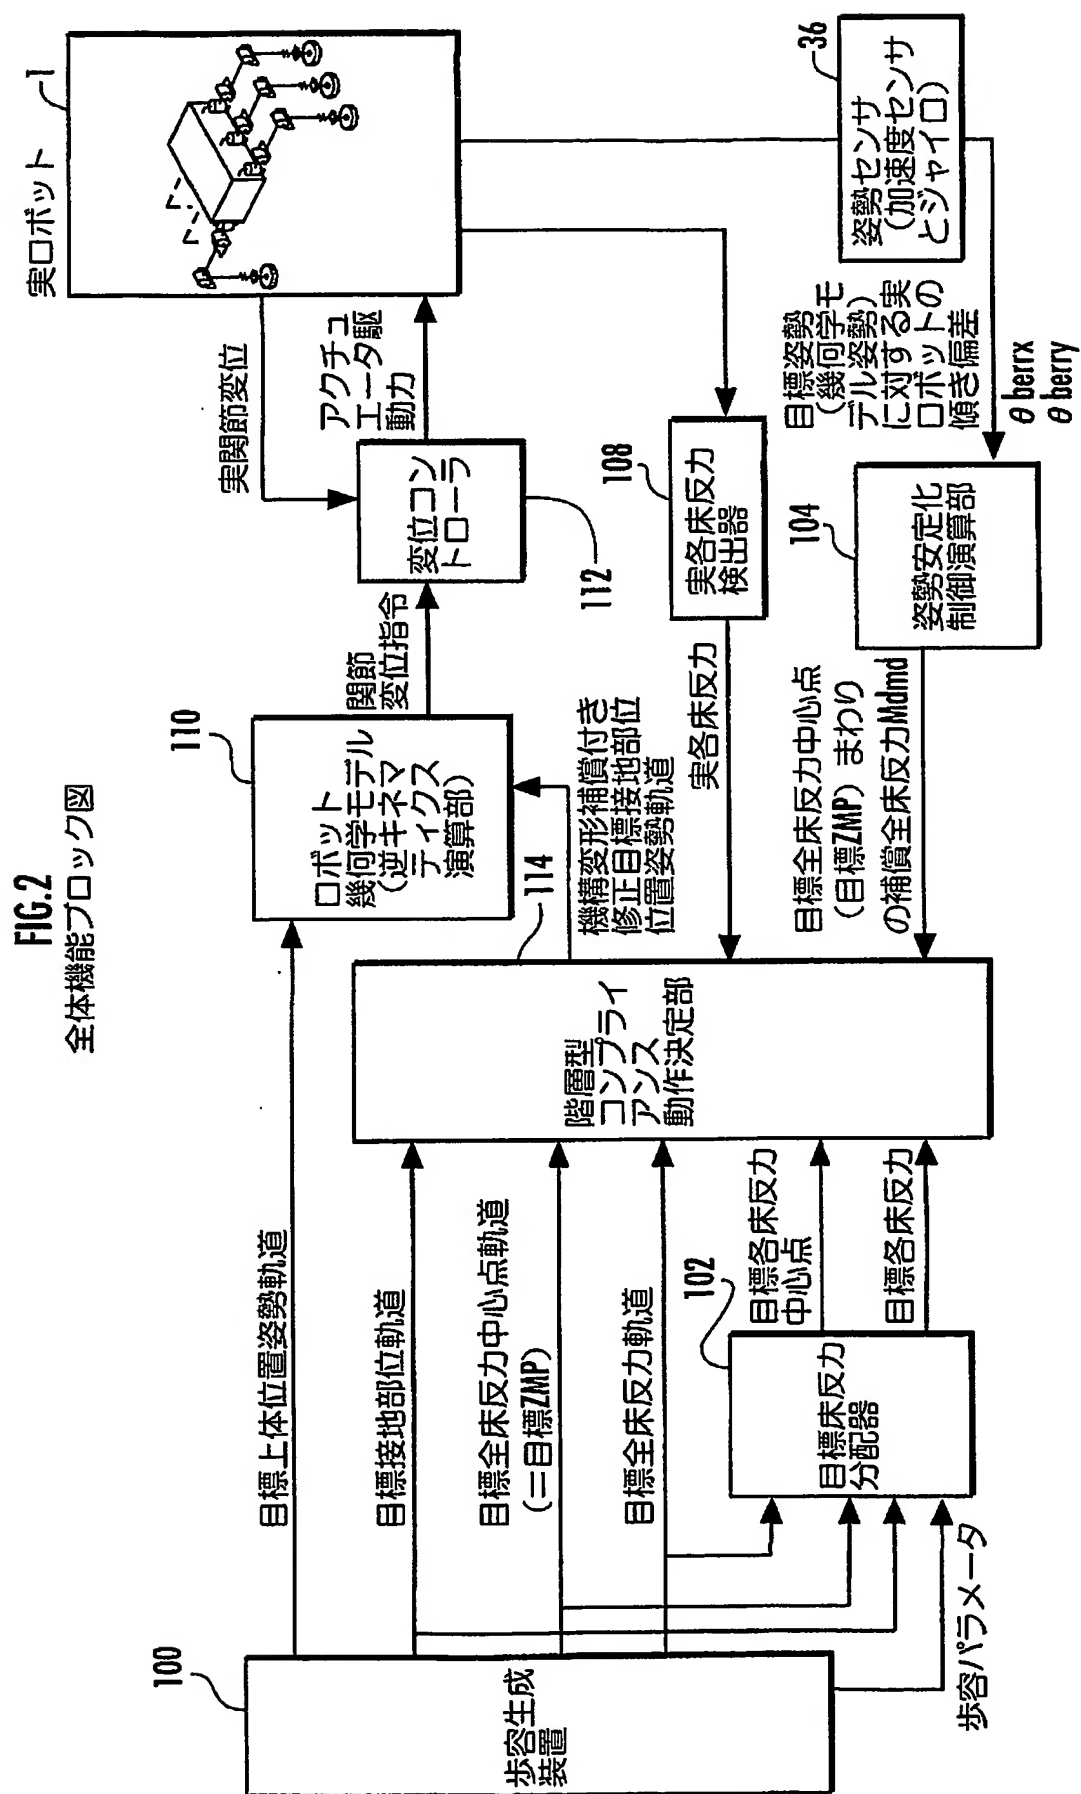 FIG.2
全体機能ブロック図
100
歩容生成
装置
目標上体位置姿勢軌道
目標接地部位軌道
目標全床反力中心点軌道
(=目標ZMP)
目標全床反力軌道
歩容パラメータ
102
目標床反力
分配器
目標各床反力
中心点
目標各床反力
114
階層型
コンプライ
アンス
動作決定部
機構変形補償付き
修正目標接地部位
位置姿勢軌道
110
ロボット
幾何学モデル
(逆キネマ
ティクス
演算部)
関節
変位指令
112
変位コン
トローラ
実関節変位
アクチュ
エータ駆
動力
実ロボット
1
実各床反力
108
実各床反力
検出器
目標全床反力中心点
(目標ZMP) まわり
の補償全床反力Mdmd
104
姿勢安定化
制御演算部
目標姿勢
(幾何学モ
デル姿勢)
に対する実
ロボットの
傾き偏差
θ berrx
θ berry
36
姿勢センサ
(加速度センサ
とジャイロ)